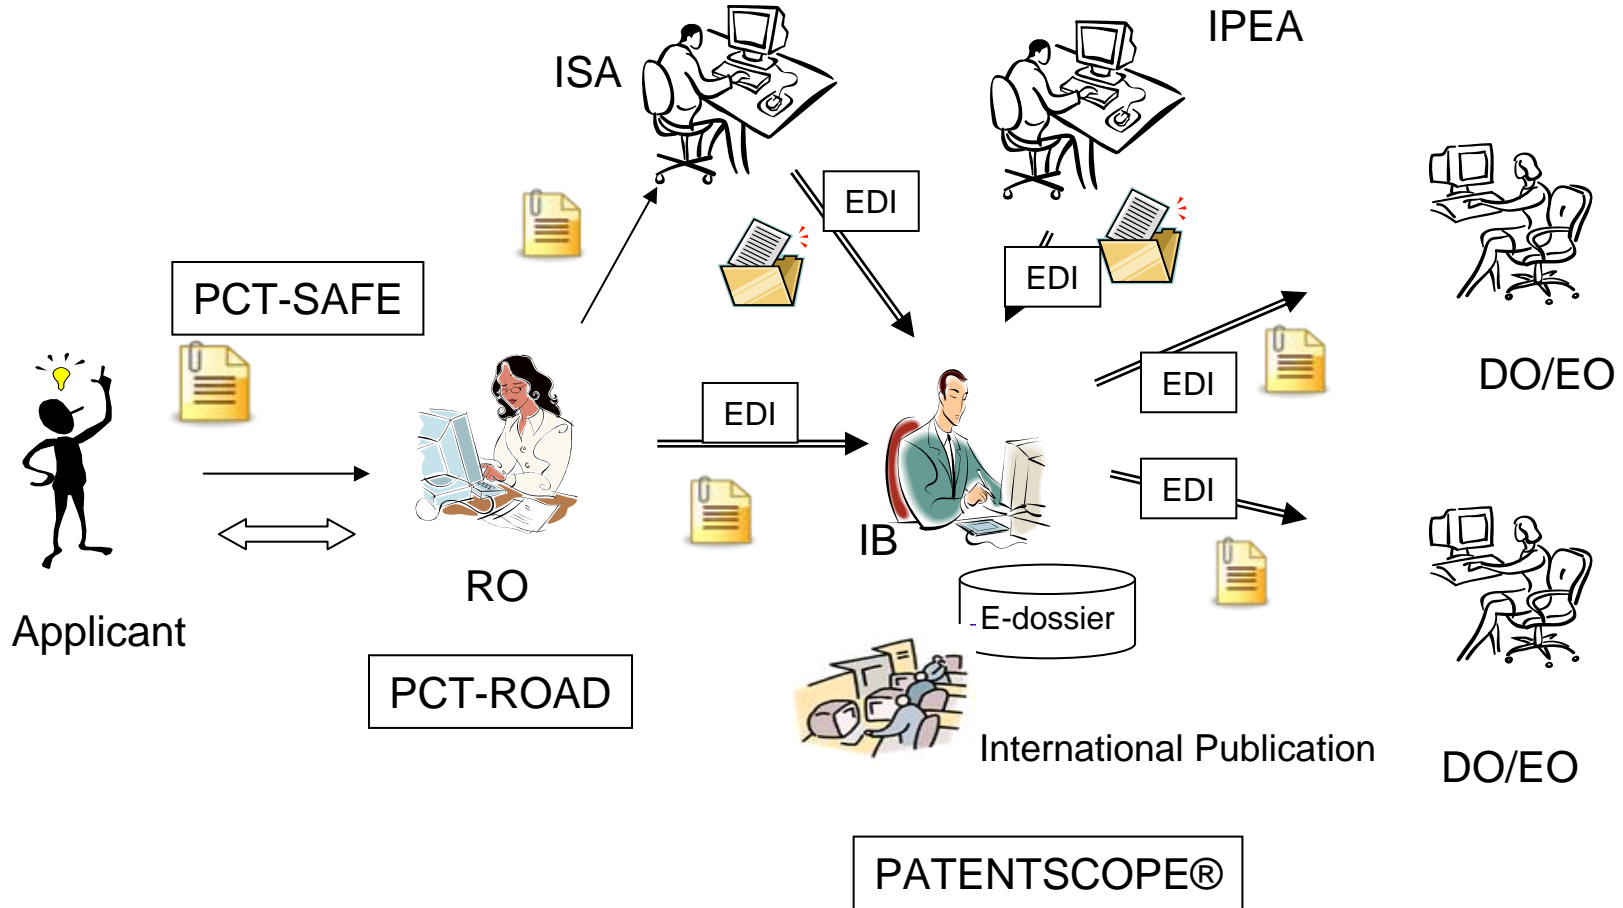 IPEA
ISA
EDI
EDI
PCT-SAFE
DO/EO
EDI
EDI
EDI
IB
RO
E-dossier
Applicant
PCT-ROAD
International Publication
DO/EO
PATENTSCOPE®